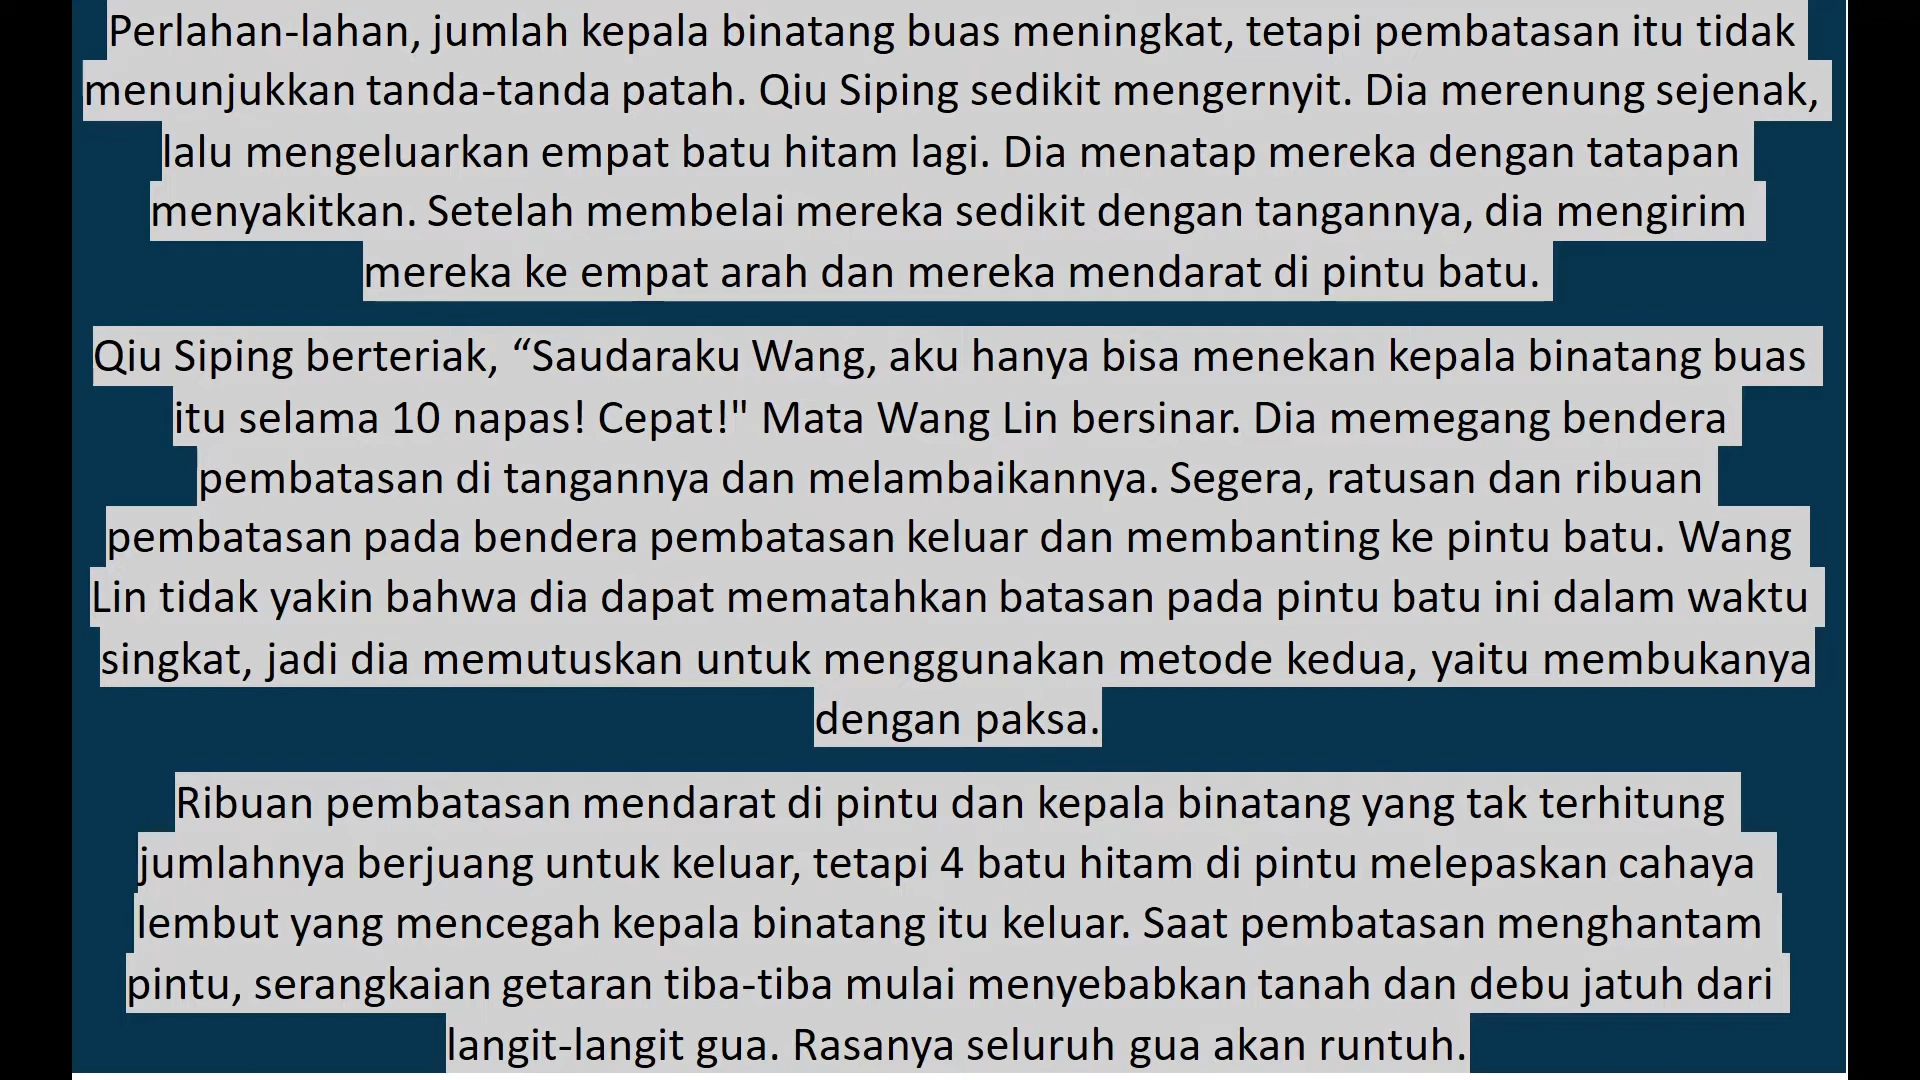 Perlahan-lahan, jumlah kepala binatang buas meningkat, tetapi pembatasan itu tidak
menunjukkan tanda-tanda patah. Qiu Siping sedikit mengernyit. Dia merenung sejenak,
lalu mengeluarkan empat batu hitam lagi. Dia menatap mereka dengan tatapan
menyakitkan. Setelah membelai mereka sedikit dengan tangannya, dia mengirim
mereka ke empat arah dan mereka mendarat di pintu batu.
Qiu Siping berteriak, “Saudaraku Wang, aku hanya bisa menekan kepala binatang buas
itu selama 10 napas! Cepat!" Mata Wang Lin bersinar. Dia memegang bendera
pembatasan di tangannya dan melambaikannya. Segera, ratusan dan ribuan
pembatasan pada bendera pembatasan keluar dan membanting ke pintu batu. Wang
Lin tidak yakin bahwa dia dapat mematahkan batasan pada pintu batu ini dalam waktu
singkat, jadi dia memutuskan untuk menggunakan metode kedua, yaitu membukanya
dengan paksa.
Ribuan pembatasan mendarat di pintu dan kepala binatang yang tak terhitung
jumlahnya berjuang untuk keluar, tetapi 4 batu hitam di pintu melepaskan cahaya
lembut yang mencegah kepala binatang itu keluar. Saat pembatasan menghantam
pintu, serangkaian getaran tiba-tiba mulai menyebabkan tanah dan debu jatuh dari
langit-langit gua. Rasanya seluruh gua akan runtuh.